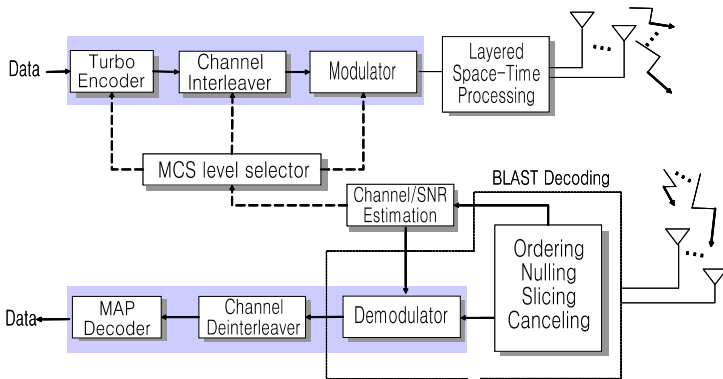 Data
Turbo
Encoder
Channel
Interleaver
Modulator
Layered
Space-Time
Processing
MCS level selector
Channel/SNR
Estimation
BLAST Decoding
Ordering
Nulling
Slicing
Canceling
Data
MAP
Decoder
Channel
Deinterleaver
Demodulator